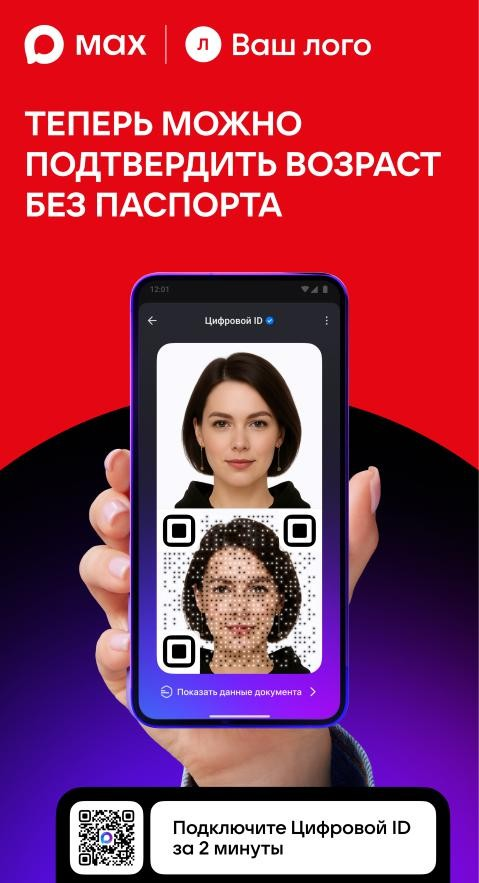 мах
Л Ваш лого
ТЕПЕРЬ МОЖНО
ПОДТВЕРДИТЬ ВОЗРАСТ
БЕЗ ПАСПОРТА
12:01
Цифровой ID
Показать данные документа
Подключите Цифровой ID
за 2 минуты